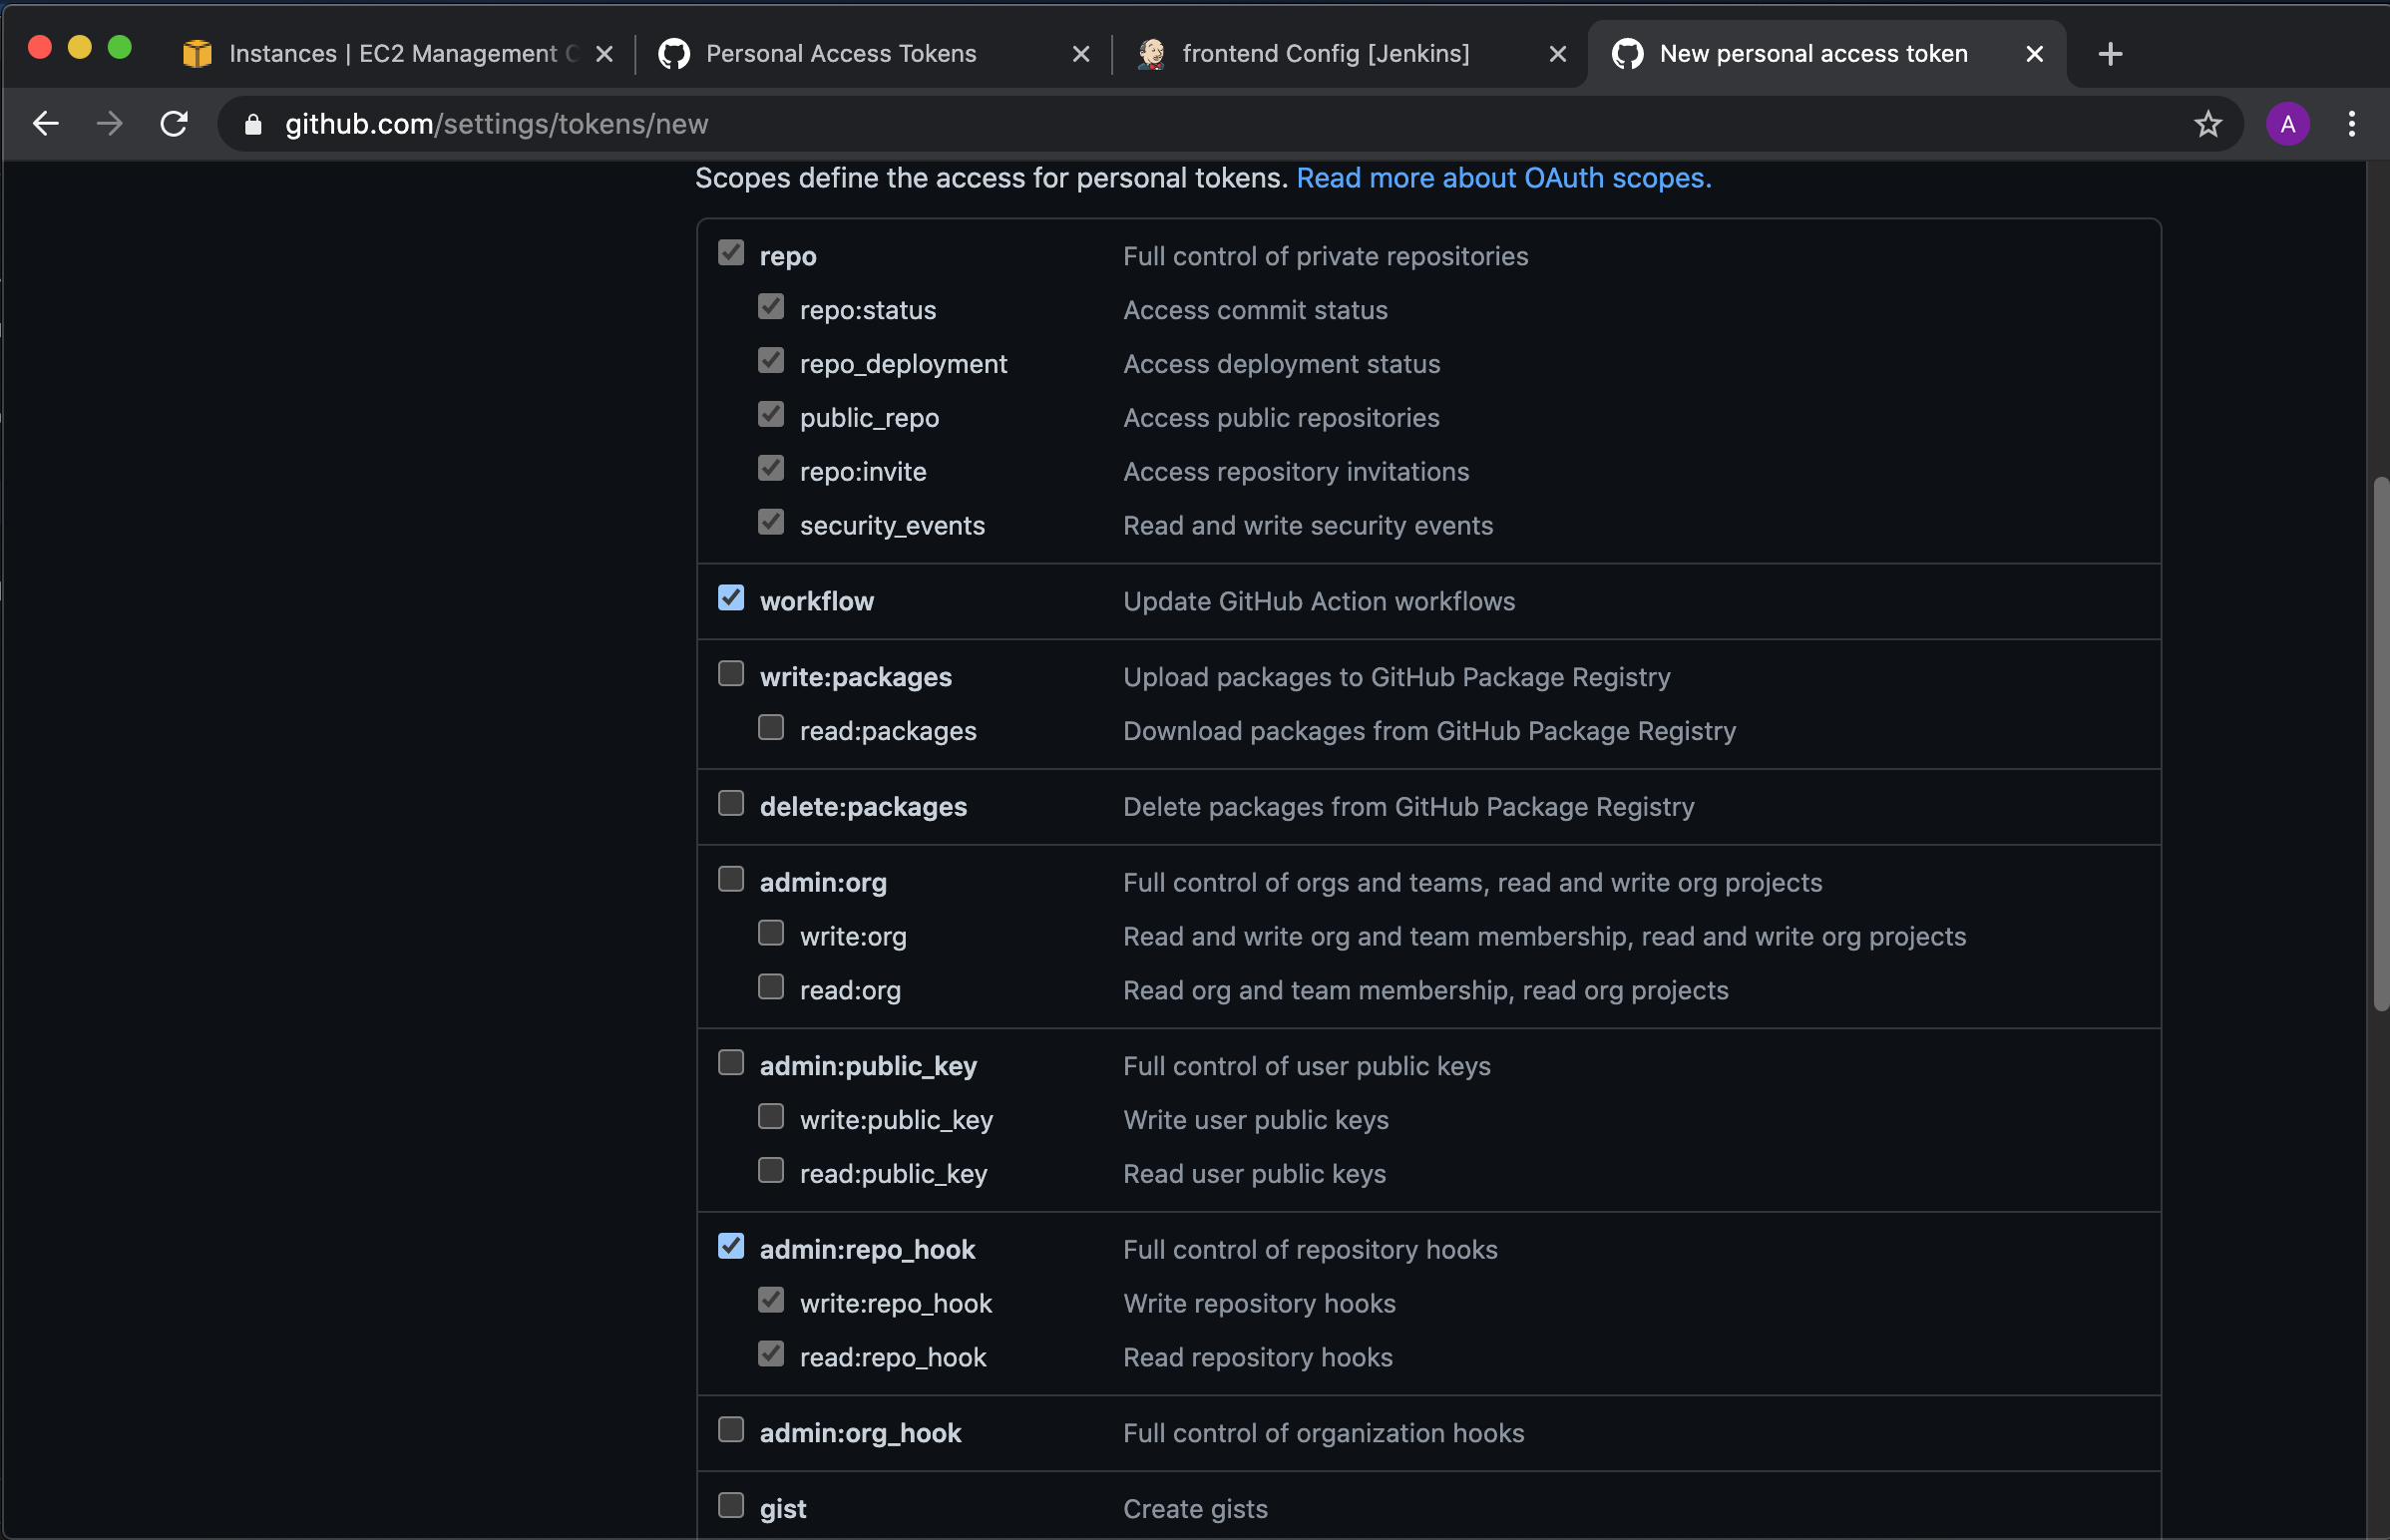 Instances | EC2 Management C
Personal Access Tokens
frontend Config [Jenkins]
New personal access token
github.com/settings/tokens/new
A
Scopes define the access for personal tokens. Read more about OAuth scopes.
repo Full control of private repositories
repo:status Access commit status
repo_deployment Access deployment status
public_repo Access public repositories
repo:invite Access repository invitations
security_events Read and write security events
workflow Update GitHub Action workflows
write:packages Upload packages to GitHub Package Registry
read:packages Download packages from GitHub Package Registry
delete:packages Delete packages from GitHub Package Registry
admin:org Full control of orgs and teams, read and write org projects
write:org Read and write org and team membership, read and write org projects
read:org Read org and team membership, read org projects
admin:public_key Full control of user public keys
write:public_key Write user public keys
read:public_key Read user public keys
admin:repo_hook Full control of repository hooks
write:repo_hook Write repository hooks
read:repo_hook Read repository hooks
admin:org_hook Full control of organization hooks
gist Create gists